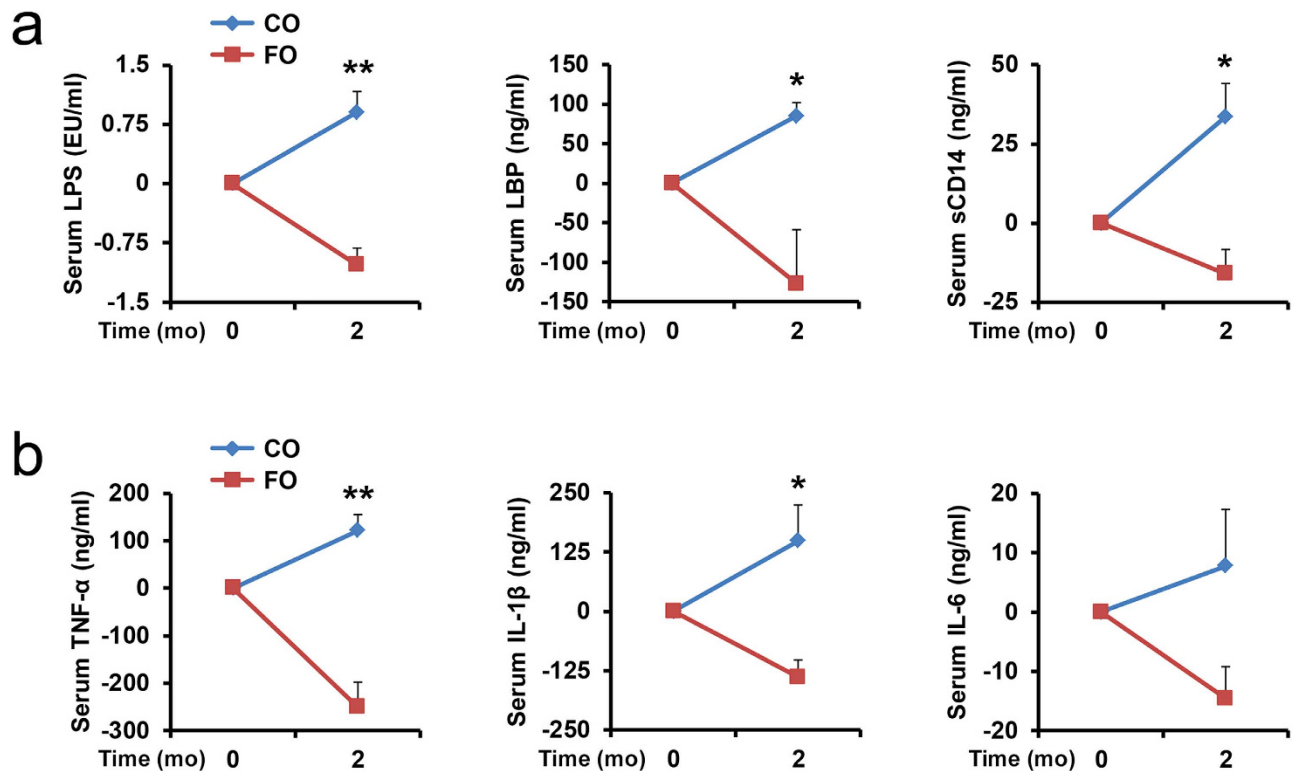 a
CO
FO
Serum LPS (EU/ml)
1.5
0.75
0
-0.75
-1.5
**
Time (mo) 0 2
Serum LBP (ng/ml)
150
100
50
0
-50
-100
-150
*
Time (mo) 0 2
Serum sCD14 (ng/ml)
50
25
0
-25
*
Time (mo) 0 2
b
CO
FO
Serum TNF-α (ng/ml)
200
100
0
-100
-200
-300
**
Time (mo) 0 2
Serum IL-1β (ng/ml)
250
125
0
-125
-250
*
Time (mo) 0 2
Serum IL-6 (ng/ml)
20
10
0
-10
-20
Time (mo) 0 2